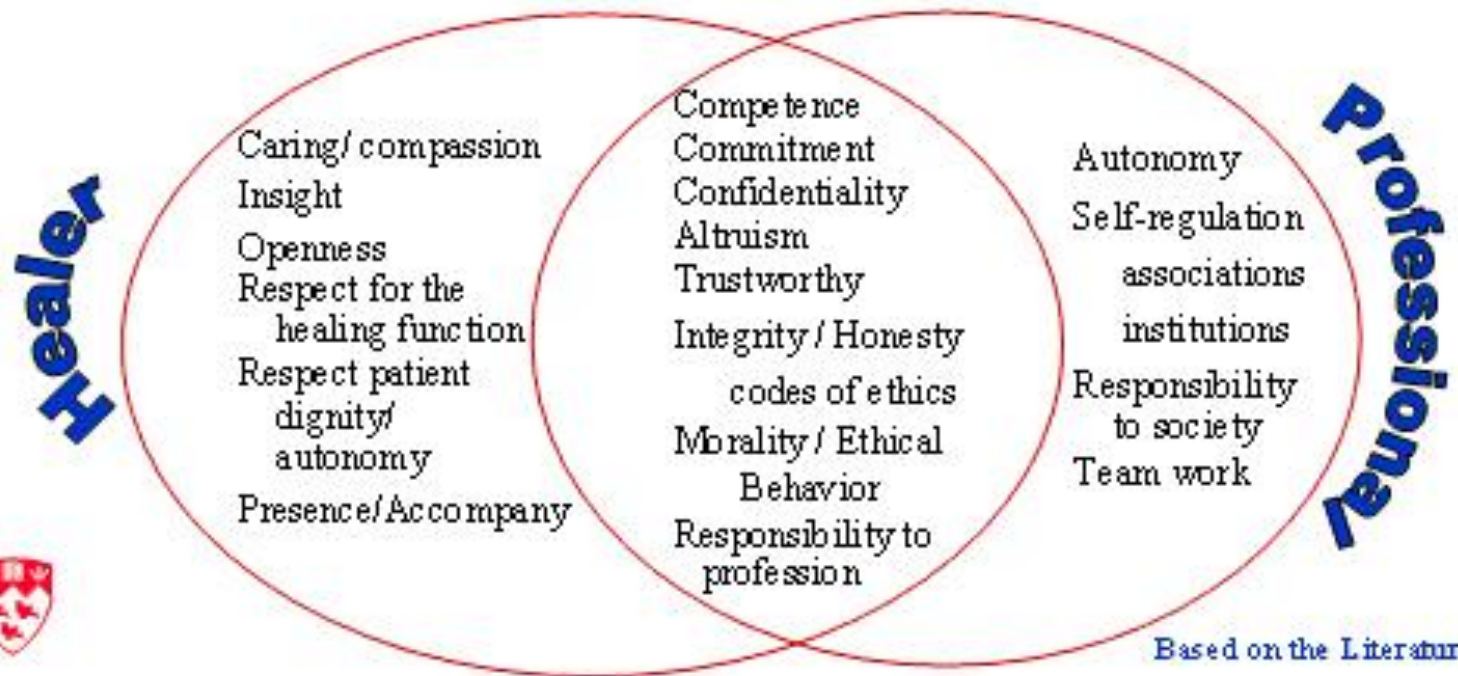 Healer
Caring/ compassion
Insight
Openness
Respect for the
healing function
Respect patient
dignity/
autonomy
Presence/Accompany
Competence
Commitment
Confidentiality
Altruism
Trustworthy
Integrity / Honesty
codes of ethics
Morality / Ethical
Behavior
Responsibility to
profession
Autonomy
Self-regulation
associations
institutions
Responsibility
to society
Team work
Professional
Based on the Literatur